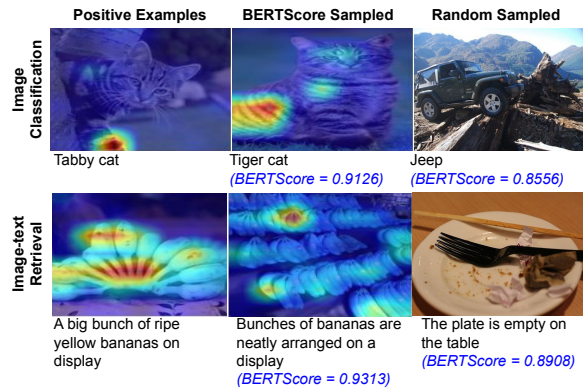 Positive Examples
BERTScore Sampled
Random Sampled
Image
Classification
Tabby cat
Tiger cat
(BERTScore = 0.9126)
Jeep
(BERTScore = 0.8556)
Image-text
Retrieval
A big bunch of ripe
yellow bananas on
display
Bunches of bananas are
neatly arranged on a
display
(BERTScore = 0.9313)
The plate is empty on
the table
(BERTScore = 0.8908)